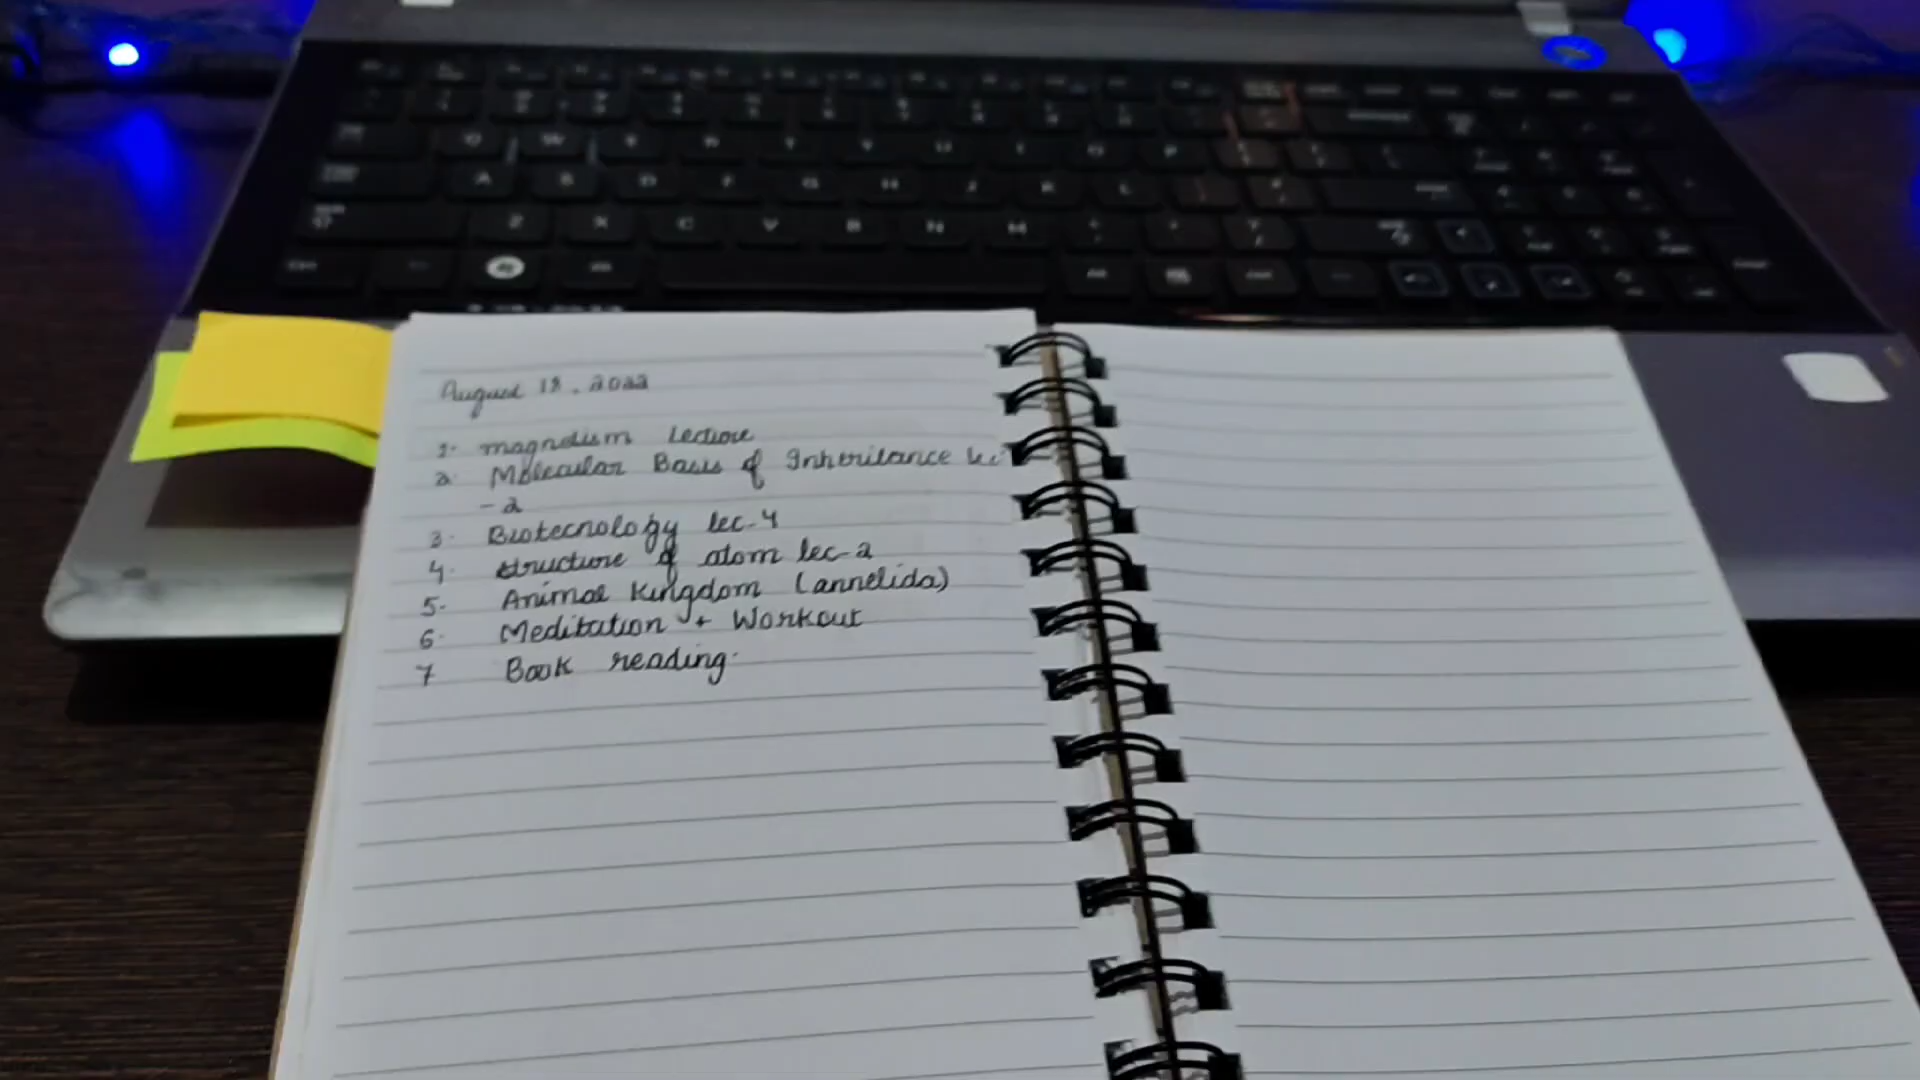 August 18, 2022
1. magnetism Lecture
2. Molecular Basis of Inheritance
- 2
3. Biotecnology lec-4
4. structure of atom lec-2
5. Animal Kingdom (annelida)
6. Meditation + Workout
7 Book reading.